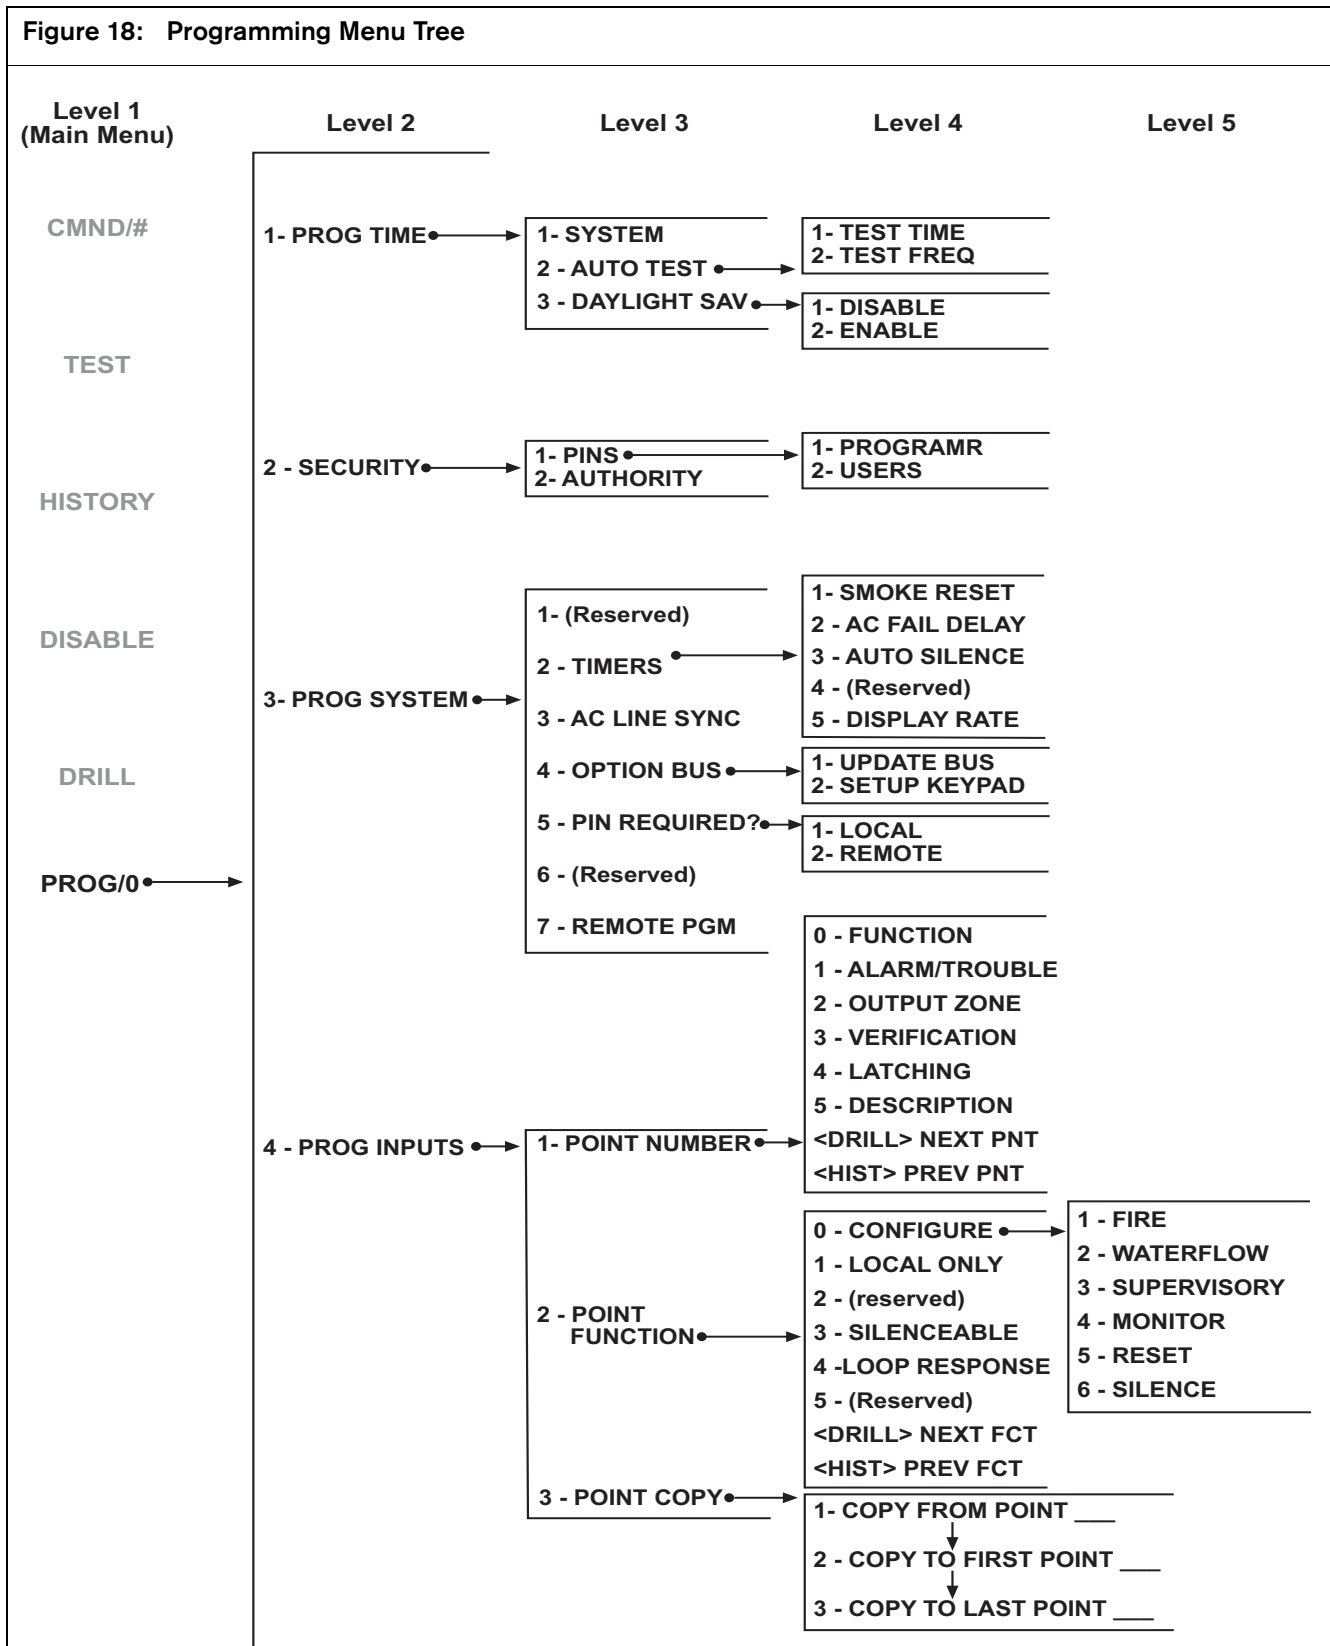 Figure 18: Programming Menu Tree
Level 1
(Main Menu)
Level 2
Level 3
Level 4
Level 5
CMND/#
TEST
HISTORY
DISABLE
DRILL
PROG/0
1- PROG TIME
1- SYSTEM
2 - AUTO TEST
3 - DAYLIGHT SAV
1- TEST TIME
2- TEST FREQ
1- DISABLE
2- ENABLE
2 - SECURITY
1- PINS
2- AUTHORITY
1- PROGRAMR
2- USERS
3- PROG SYSTEM
1- (Reserved)
2 - TIMERS
3 - AC LINE SYNC
4 - OPTION BUS
5 - PIN REQUIRED?
6 - (Reserved)
7 - REMOTE PGM
1- SMOKE RESET
2 - AC FAIL DELAY
3 - AUTO SILENCE
4 - (Reserved)
5 - DISPLAY RATE
1- UPDATE BUS
2- SETUP KEYPAD
1- LOCAL
2- REMOTE
4 - PROG INPUTS
1- POINT NUMBER
0 - FUNCTION
1 - ALARM/TROUBLE
2 - OUTPUT ZONE
3 - VERIFICATION
4 - LATCHING
5 - DESCRIPTION
<DRILL> NEXT PNT
<HIST> PREV PNT
2 - POINT
FUNCTION
0 - CONFIGURE
1 - LOCAL ONLY
2 - (reserved)
3 - SILENCEABLE
4 -LOOP RESPONSE
5 - (Reserved)
<DRILL> NEXT FCT
<HIST> PREV FCT
1 - FIRE
2 - WATERFLOW
3 - SUPERVISORY
4 - MONITOR
5 - RESET
6 - SILENCE
3 - POINT COPY
1- COPY FROM POINT ___
2 - COPY TO FIRST POINT ___
3 - COPY TO LAST POINT ___